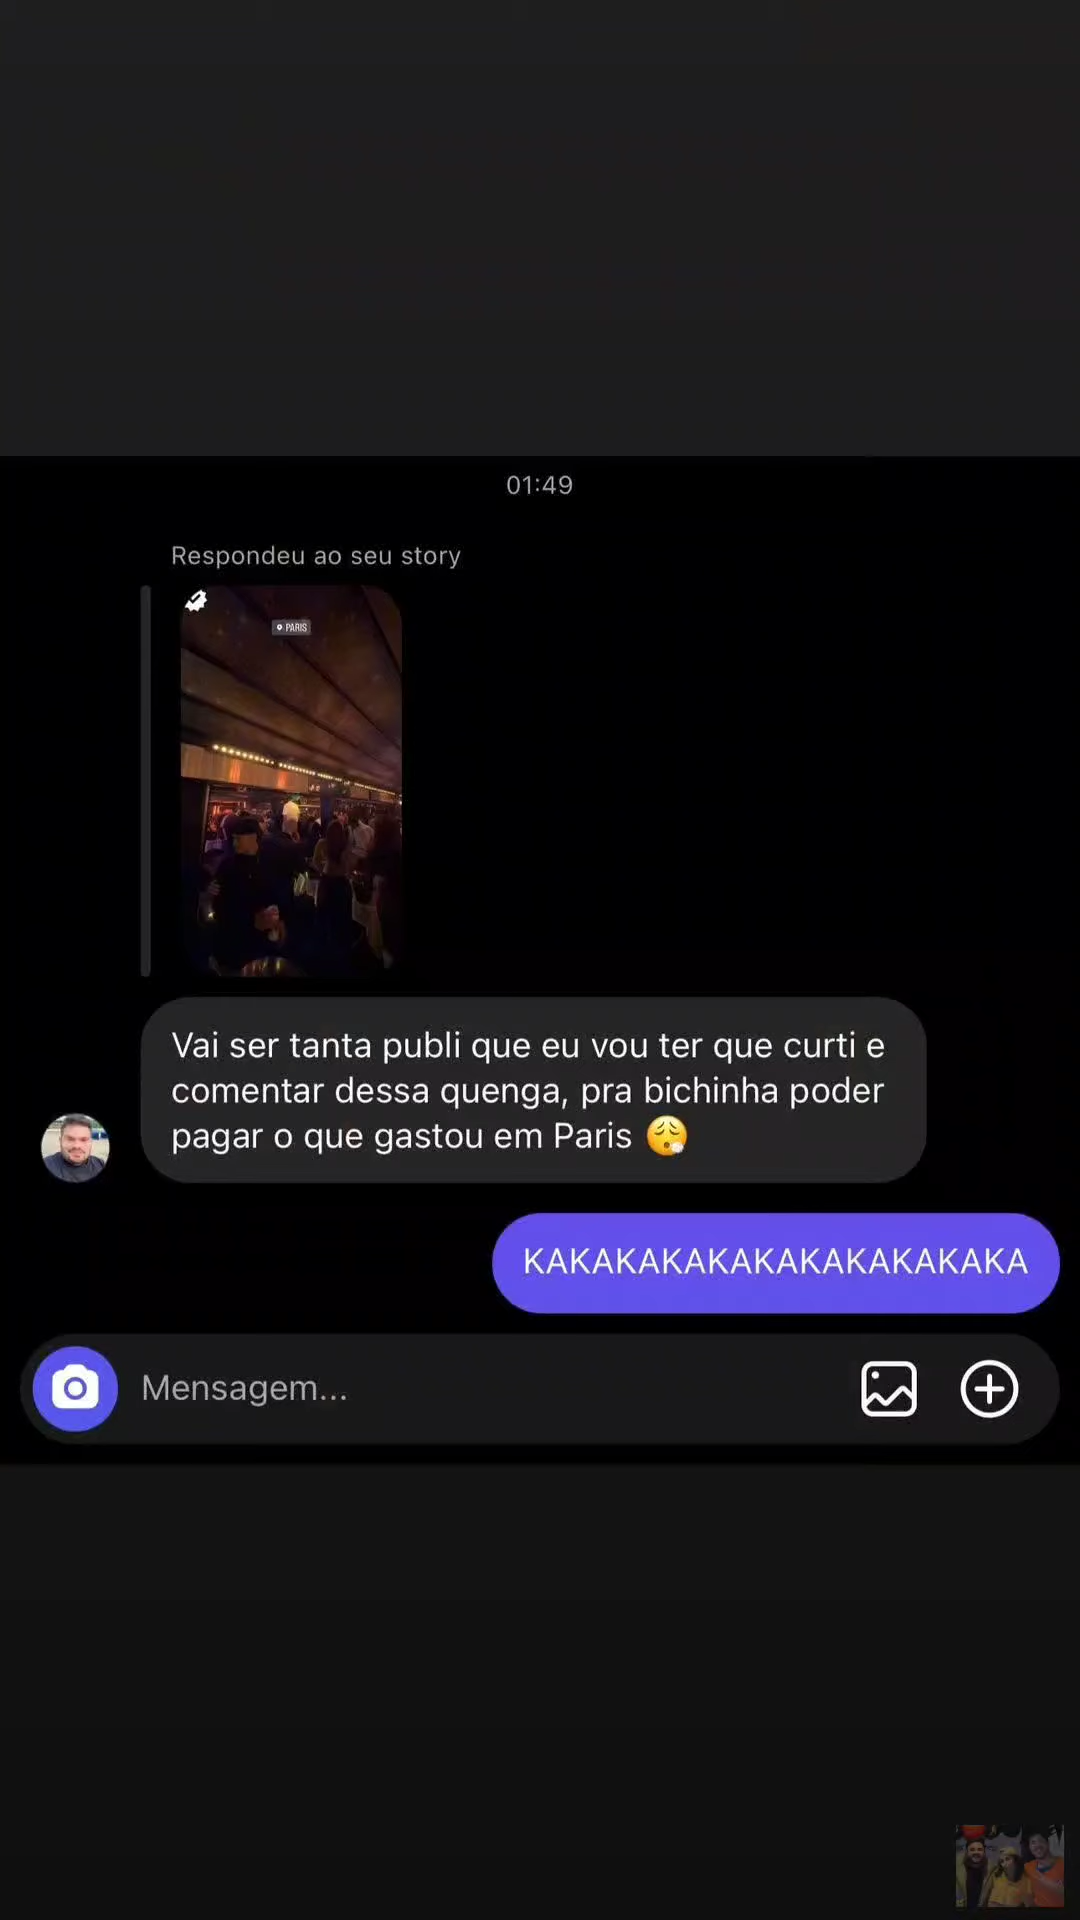 01:49
Respondeu ao seu story
PARIS
Vai ser tanta publi que eu vou ter que curti e
comentar dessa quenga, pra bichinha poder
pagar o que gastou em Paris
KAKAKAKAKAKAKAKAKAKAKA
Mensagem...